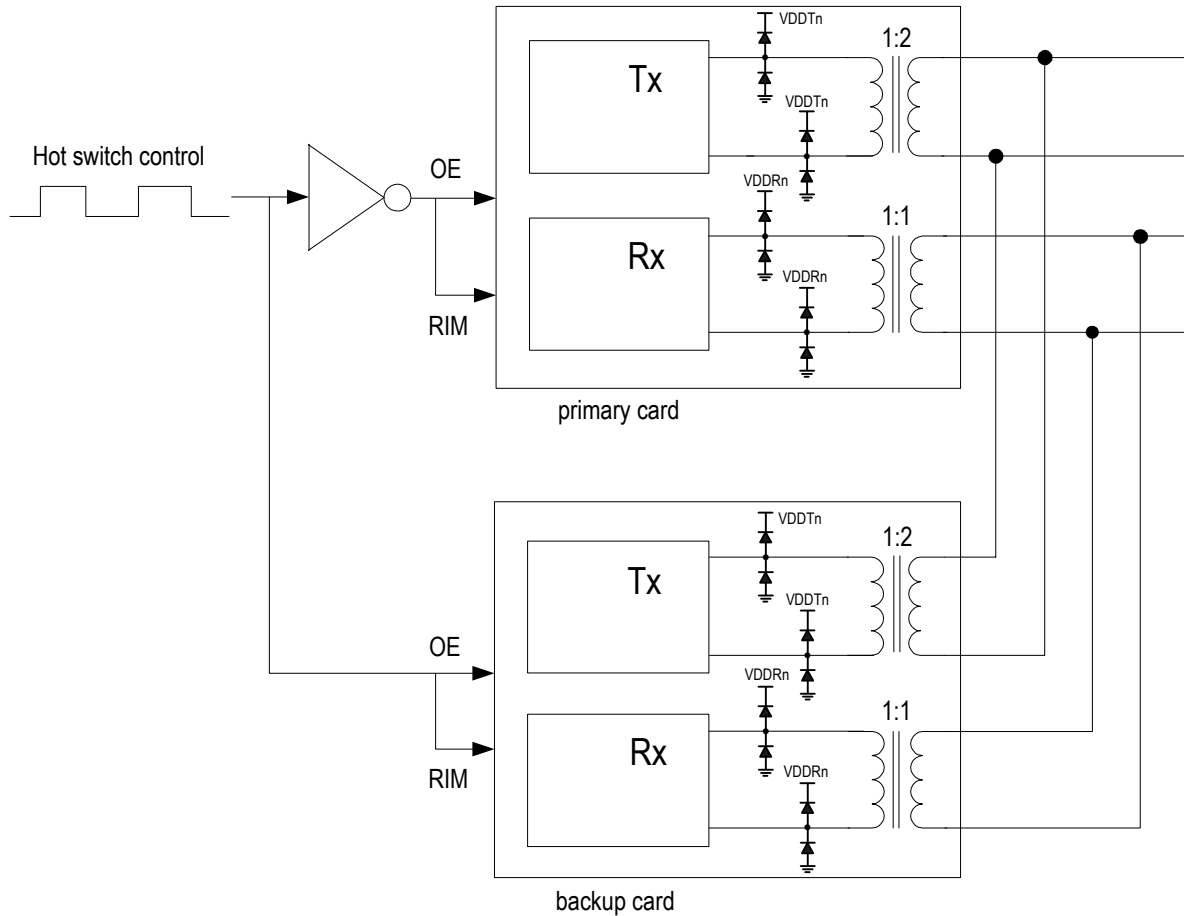 VDDTn
1:2
Tx
VDDTn
Hot switch control
OE
VDDRn
1:1
Rx
VDDRn
RIM
primary card
VDDTn
1:2
Tx
VDDTn
OE
VDDRn
1:1
Rx
VDDRn
RIM
backup card